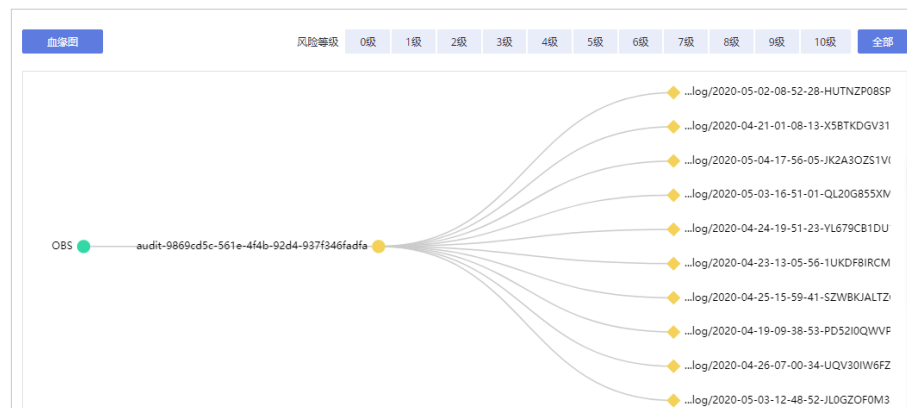 血缘图 风险等级 0级 1级 2级 3级 4级 5级 6级 7级 8级 9级 10级 全部
...log/2020-05-02-08-52-28-HUTNZP08SP
...log/2020-04-21-01-08-13-X5BTKDGV31
...log/2020-05-04-17-56-05-JK2A3OZS1V(
...log/2020-05-03-16-51-01-QL20G855XM
...log/2020-04-24-19-51-23-YL679CB1DU
OBS audit-9869cd5c-561e-4f4b-92d4-937f346fadfa
...log/2020-04-23-13-05-56-1UKDF8IRCM
...log/2020-04-25-15-59-41-SZWBKJALTZ
...log/2020-04-19-09-38-53-PD52I0QWVF
...log/2020-04-26-07-00-34-UQV30IW6FZ
...log/2020-05-03-12-48-52-JL0GZOF0M3